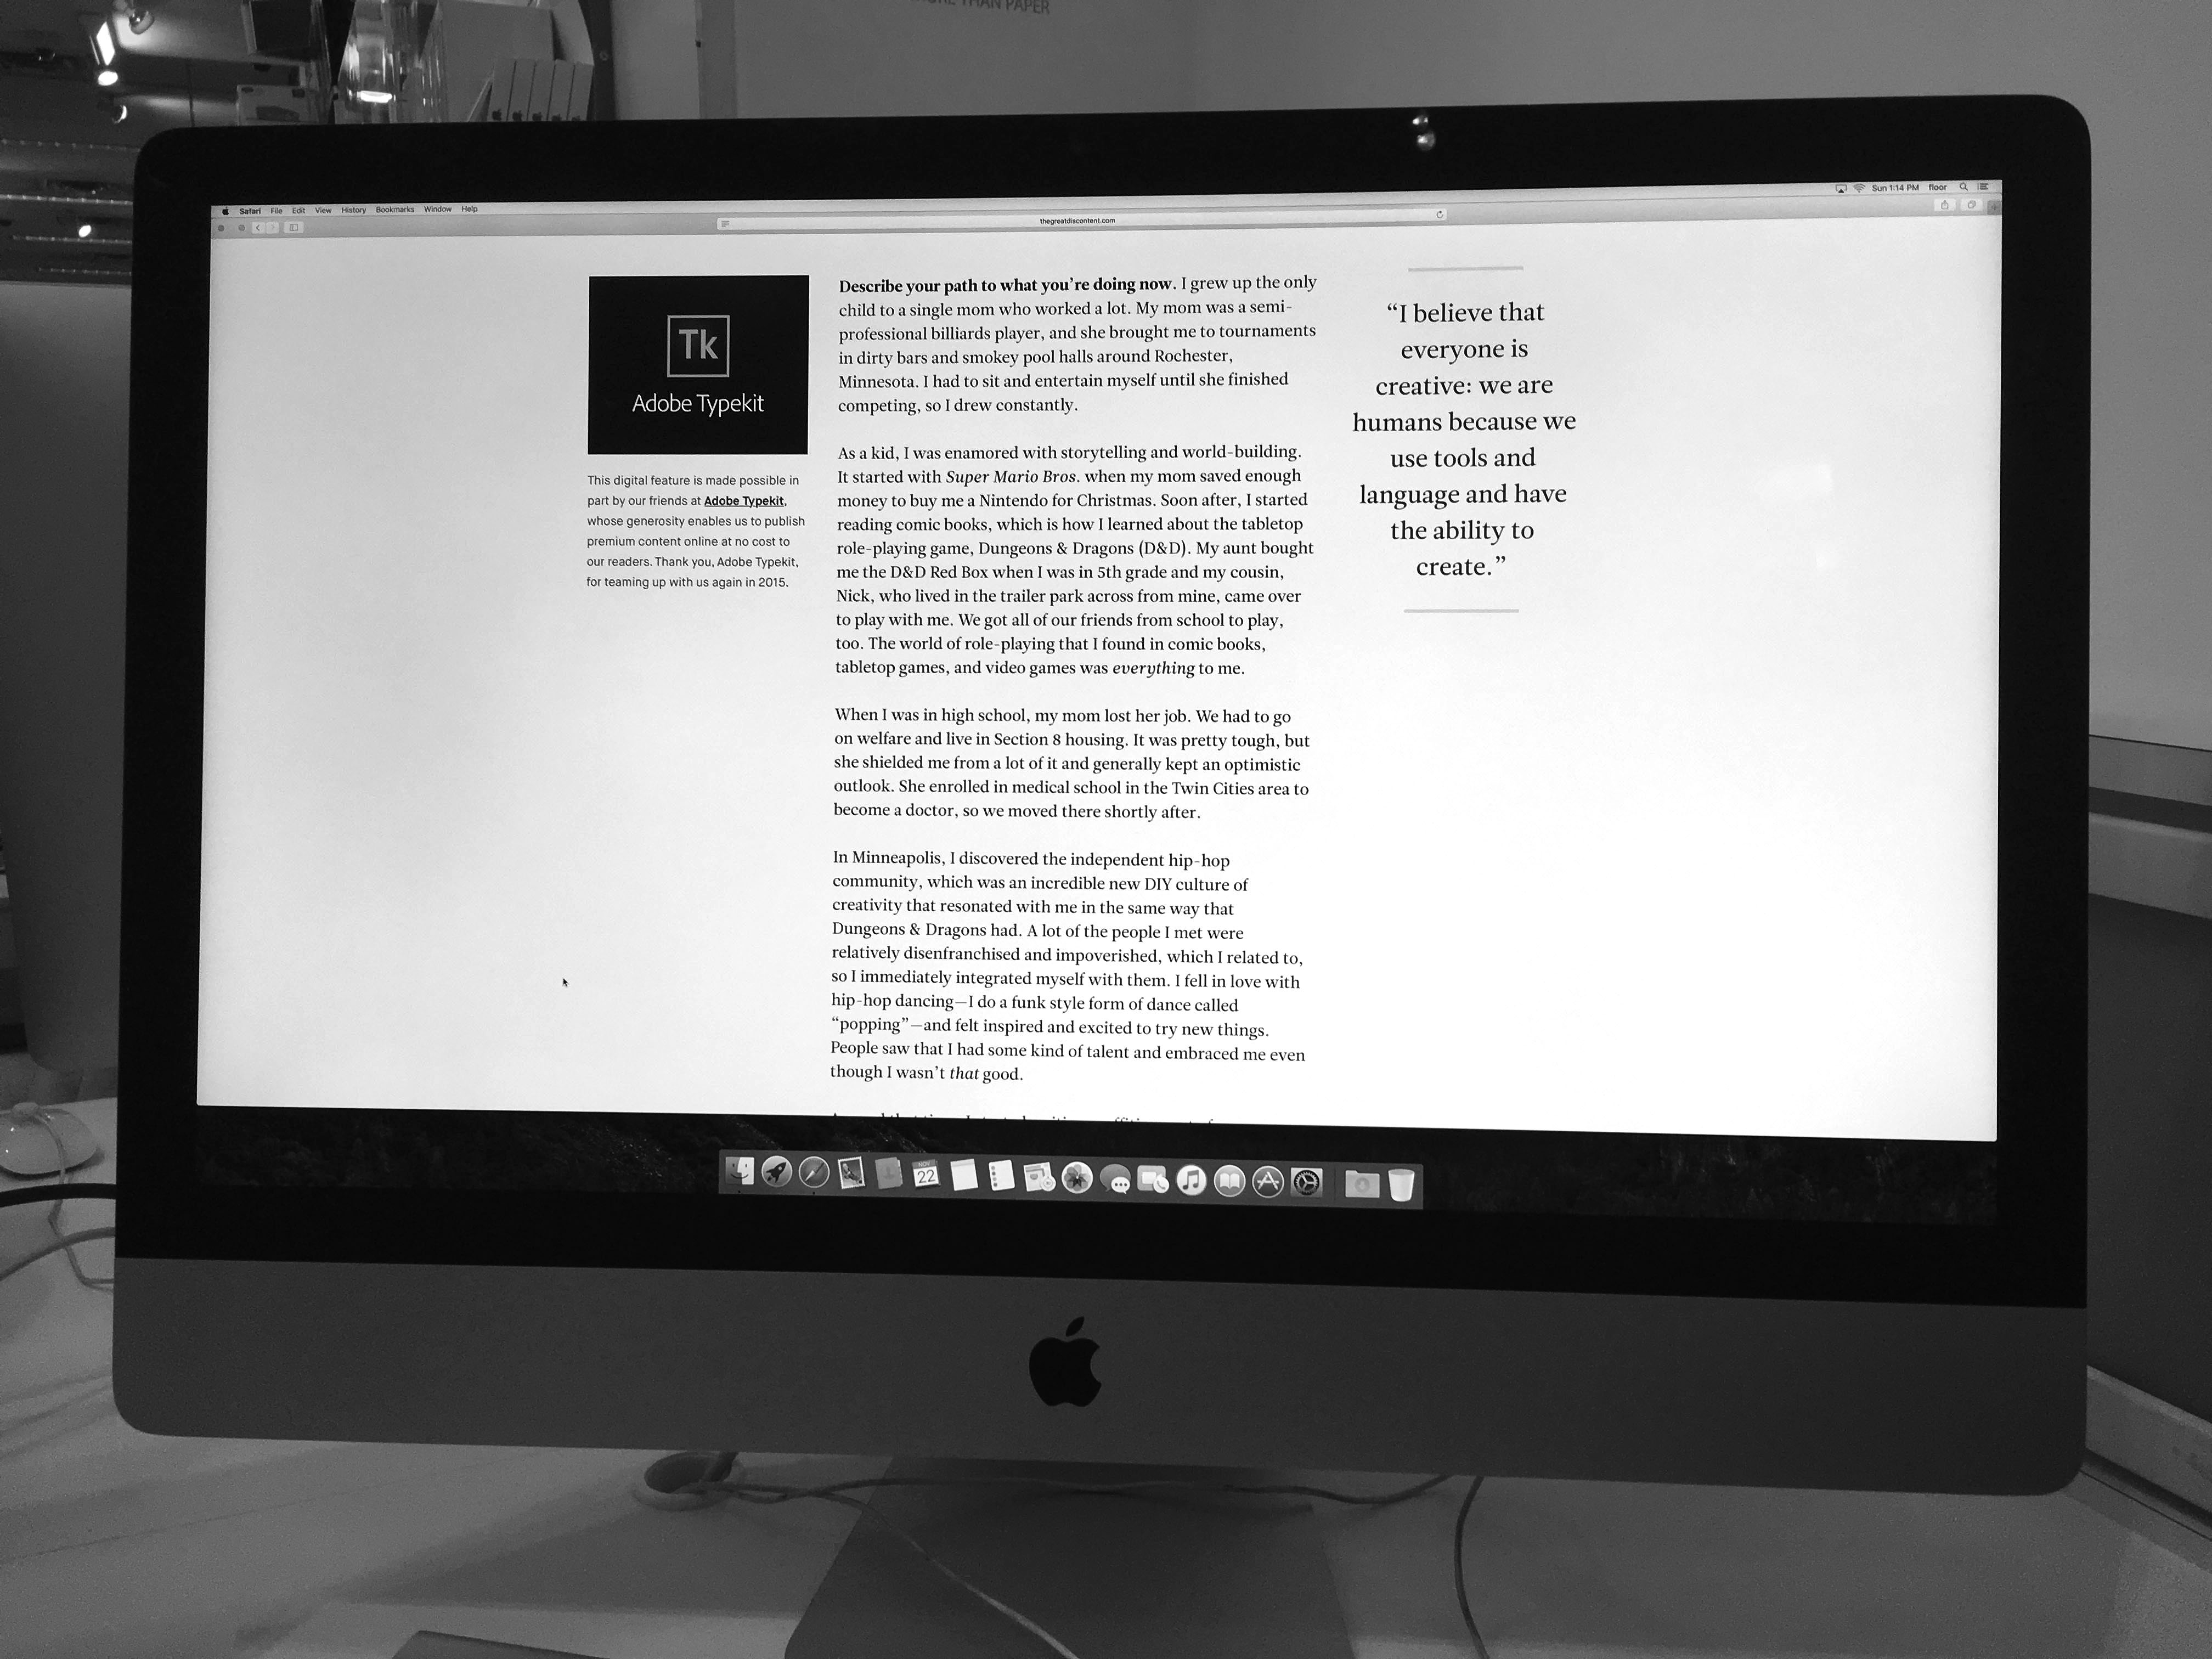 MORE THAN PAPER
Safari File Edit View History Bookmarks Window Help
Sun 1:14 PM floor
thegreatdiscontent.com
Tk
Adobe Typekit
This digital feature is made possible in
part by our friends at Adobe Typekit,
whose generosity enables us to publish
premium content online at no cost to
our readers. Thank you, Adobe Typekit,
for teaming up with us again in 2015.
Describe your path to what you’re doing now. I grew up the only
child to a single mom who worked a lot. My mom was a semi-
professional billiards player, and she brought me to tournaments
in dirty bars and smokey pool halls around Rochester,
Minnesota. I had to sit and entertain myself until she finished
competing, so I drew constantly.
As a kid, I was enamored with storytelling and world-building.
It started with Super Mario Bros. when my mom saved enough
money to buy me a Nintendo for Christmas. Soon after, I started
reading comic books, which is how I learned about the tabletop
role-playing game, Dungeons & Dragons (D&D). My aunt bought
me the D&D Red Box when I was in 5th grade and my cousin,
Nick, who lived in the trailer park across from mine, came over
to play with me. We got all of our friends from school to play,
too. The world of role-playing that I found in comic books,
tabletop games, and video games was everything to me.
When I was in high school, my mom lost her job. We had to go
on welfare and live in Section 8 housing. It was pretty tough, but
she shielded me from a lot of it and generally kept an optimistic
outlook. She enrolled in medical school in the Twin Cities area to
become a doctor, so we moved there shortly after.
In Minneapolis, I discovered the independent hip-hop
community, which was an incredible new DIY culture of
creativity that resonated with me in the same way that
Dungeons & Dragons had. A lot of the people I met were
relatively disenfranchised and impoverished, which I related to,
so I immediately integrated myself with them. I fell in love with
hip-hop dancing—I do a funk style form of dance called
“popping”—and felt inspired and excited to try new things.
People saw that I had some kind of talent and embraced me even
though I wasn’t that good.
“I believe that
everyone is
creative: we are
humans because we
use tools and
language and have
the ability to
create.”
NOV
22